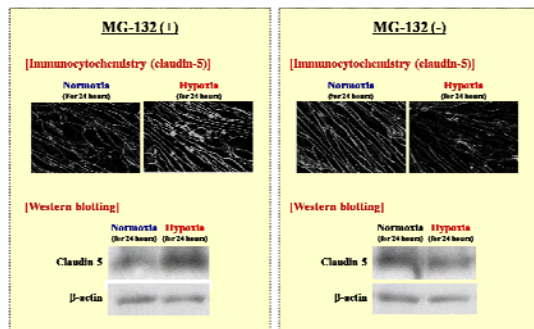 MG-132 (+)
[Immunocytochemistry (claudin-5)]
Normoxia Hypoxia
(for 24 hours) (for 24 hours)
[Western blotting]
Normoxia Hypoxia
(for 24 hours) (for 24 hours)
Claudin 5
β-actin
MG-132 (-)
[Immunocytochemistry (claudin-5)]
Normoxia Hypoxia
(for 24 hours) (for 24 hours)
[Western blotting]
Normoxia Hypoxia
(for 24 hours) (for 24 hours)
Claudin 5
β-actin